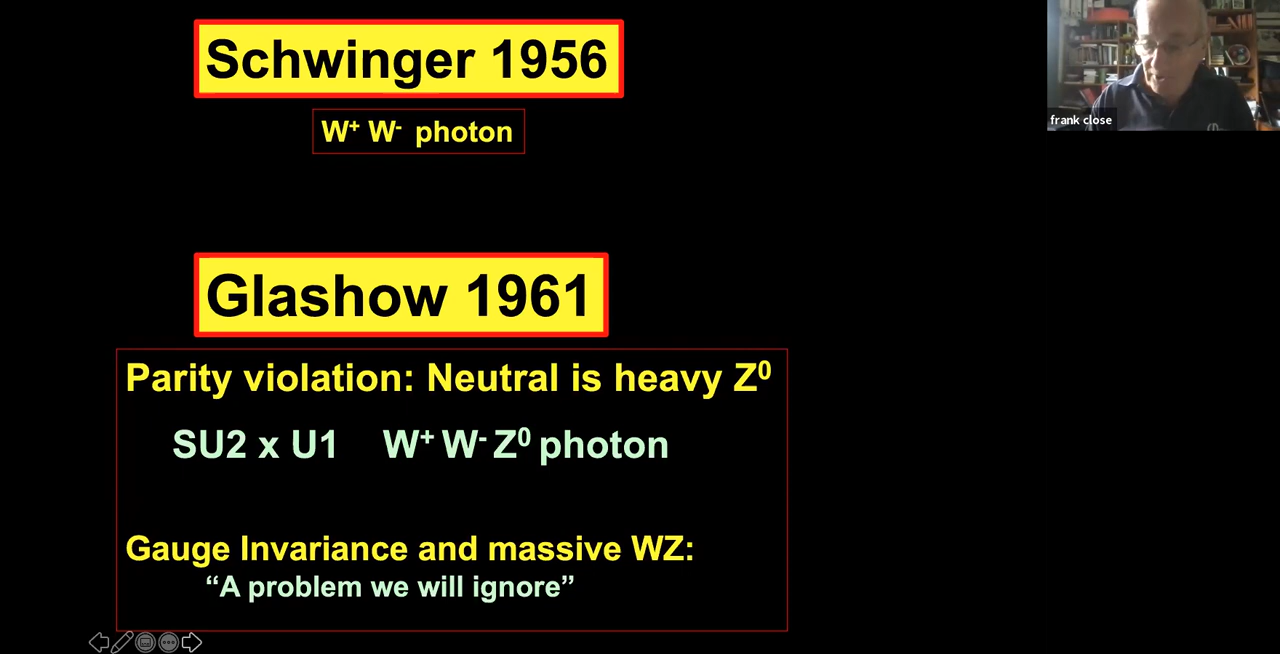 Schwinger 1956
W⁺ W⁻ photon
frank close
Glashow 1961
Parity violation: Neutral is heavy Z⁰
SU2 x U1 W⁺ W⁻ Z⁰ photon
Gauge Invariance and massive WZ:
“A problem we will ignore”